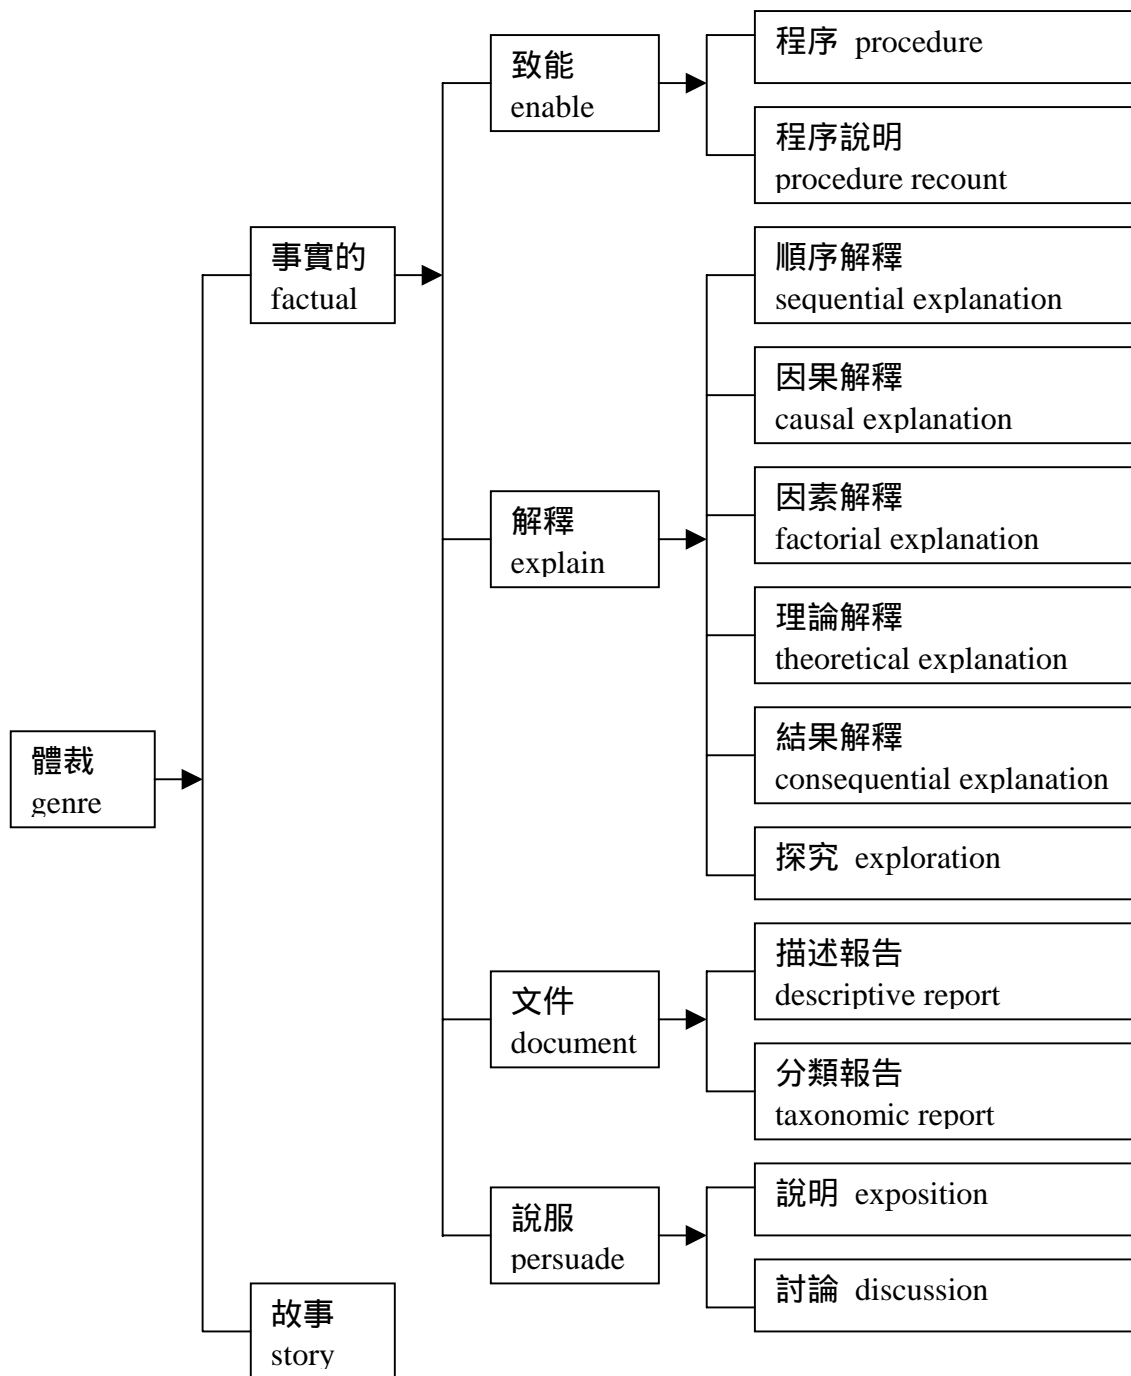 體裁
genre
事實的
factual
故事
story
致能
enable
解釋
explain
文件
document
說服
persuade
程序 procedure
程序說明
procedure recount
順序解釋
sequential explanation
因果解釋
causal explanation
因素解釋
factorial explanation
理論解釋
theoretical explanation
結果解釋
consequential explanation
探究 exploration
描述報告
descriptive report
分類報告
taxonomic report
說明 exposition
討論 discussion